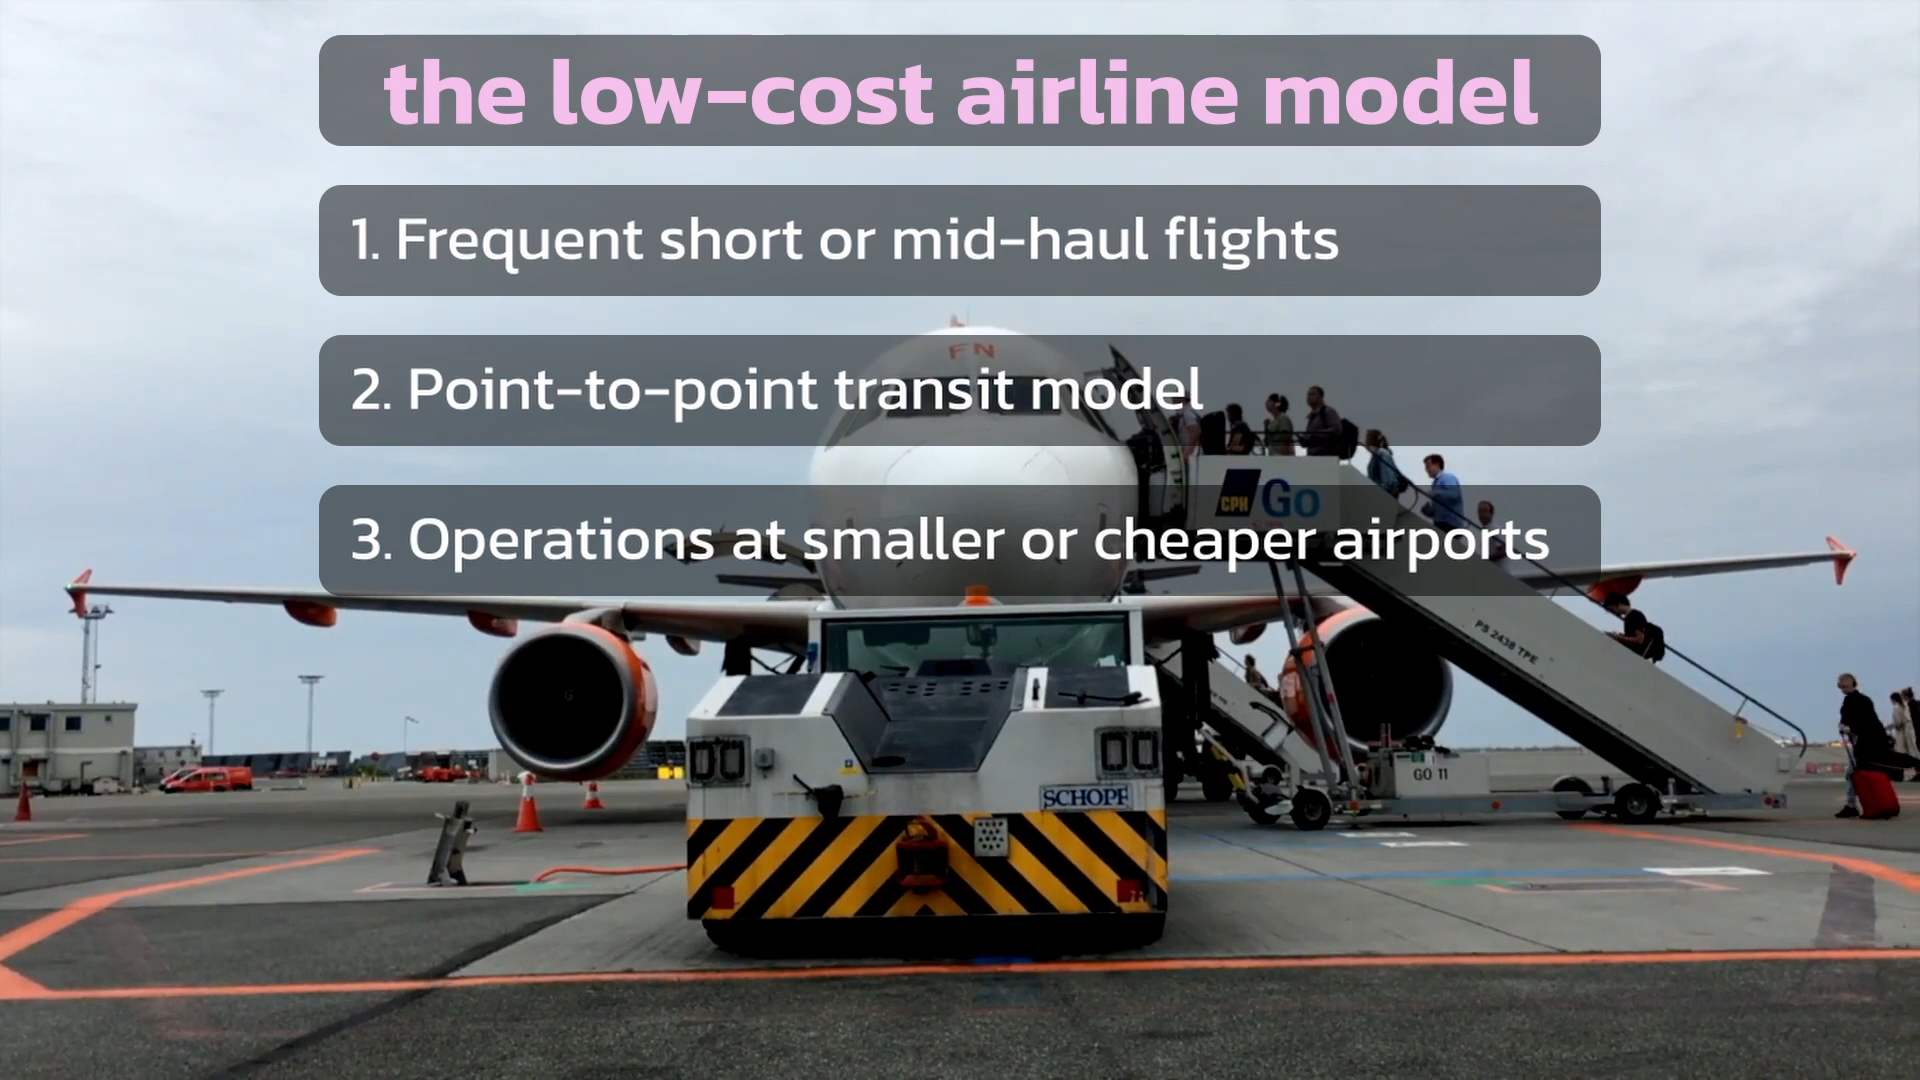 the low-cost airline model
1. Frequent short or mid-haul flights
FN
2. Point-to-point transit model
CPH Go
3. Operations at smaller or cheaper airports
PS 2438 TPE
GO 11
SCHOPF